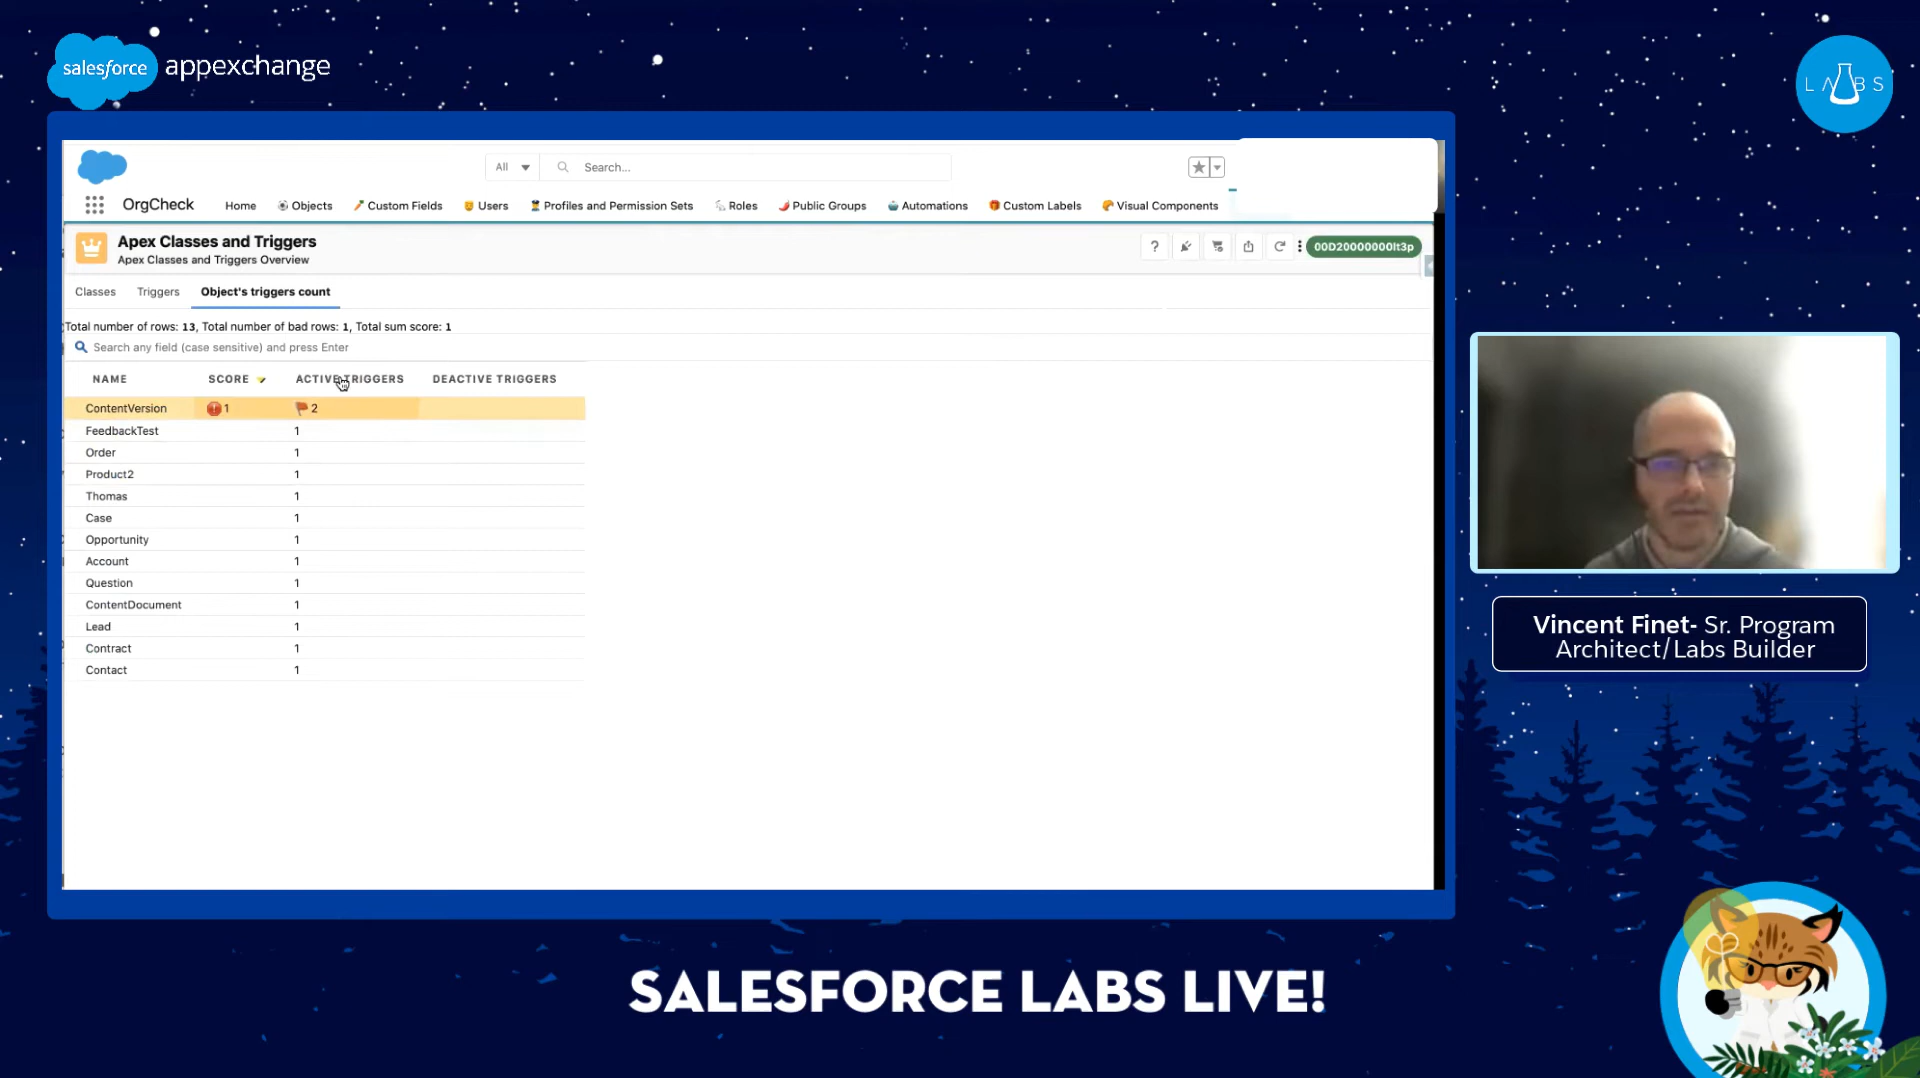 salesforce appexchange
LABS
All Search...
OrgCheck Home Objects Custom Fields Users Profiles and Permission Sets Roles Public Groups Automations Custom Labels Visual Components
Apex Classes and Triggers
Apex Classes and Triggers Overview
? 00D20000000lt3p
Classes Triggers Object's triggers count
Total number of rows: 13, Total number of bad rows: 1, Total sum score: 1
Search any field (case sensitive) and press Enter
NAME SCORE ACTIVE TRIGGERS DEACTIVE TRIGGERS
ContentVersion 1 2
FeedbackTest 1
Order 1
Product2 1
Thomas 1
Case 1
Opportunity 1
Account 1
Question 1
ContentDocument 1
Lead 1
Contract 1
Contact 1
Vincent Finet- Sr. Program
Architect/Labs Builder
SALESFORCE LABS LIVE!